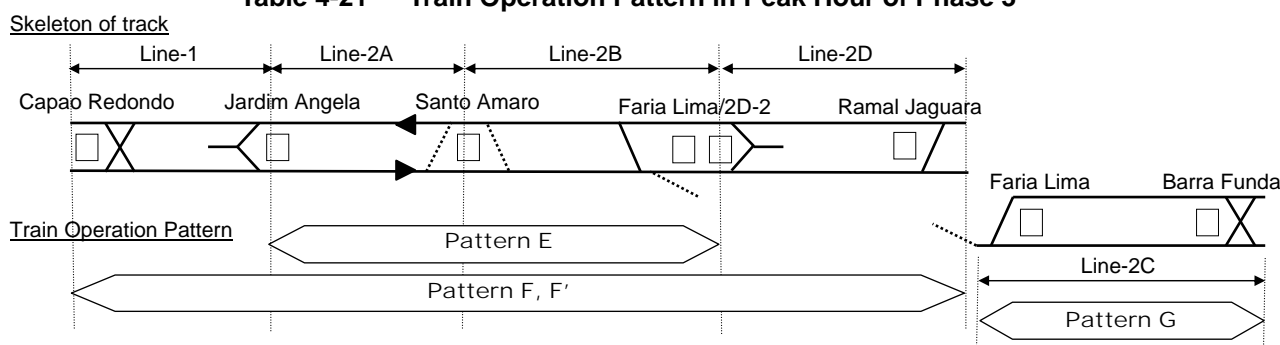 Table 4-21 Train Operation Pattern in Peak Hour of Phase 3
Skeleton of track
Line-1 Line-2A Line-2B Line-2D
Capao Redondo Jardim Angela Santo Amaro Faria Lima/2D-2 Ramal Jaguara
Faria Lima Barra Funda
Train Operation Pattern
Pattern E
Line-2C
Pattern F, F'
Pattern G